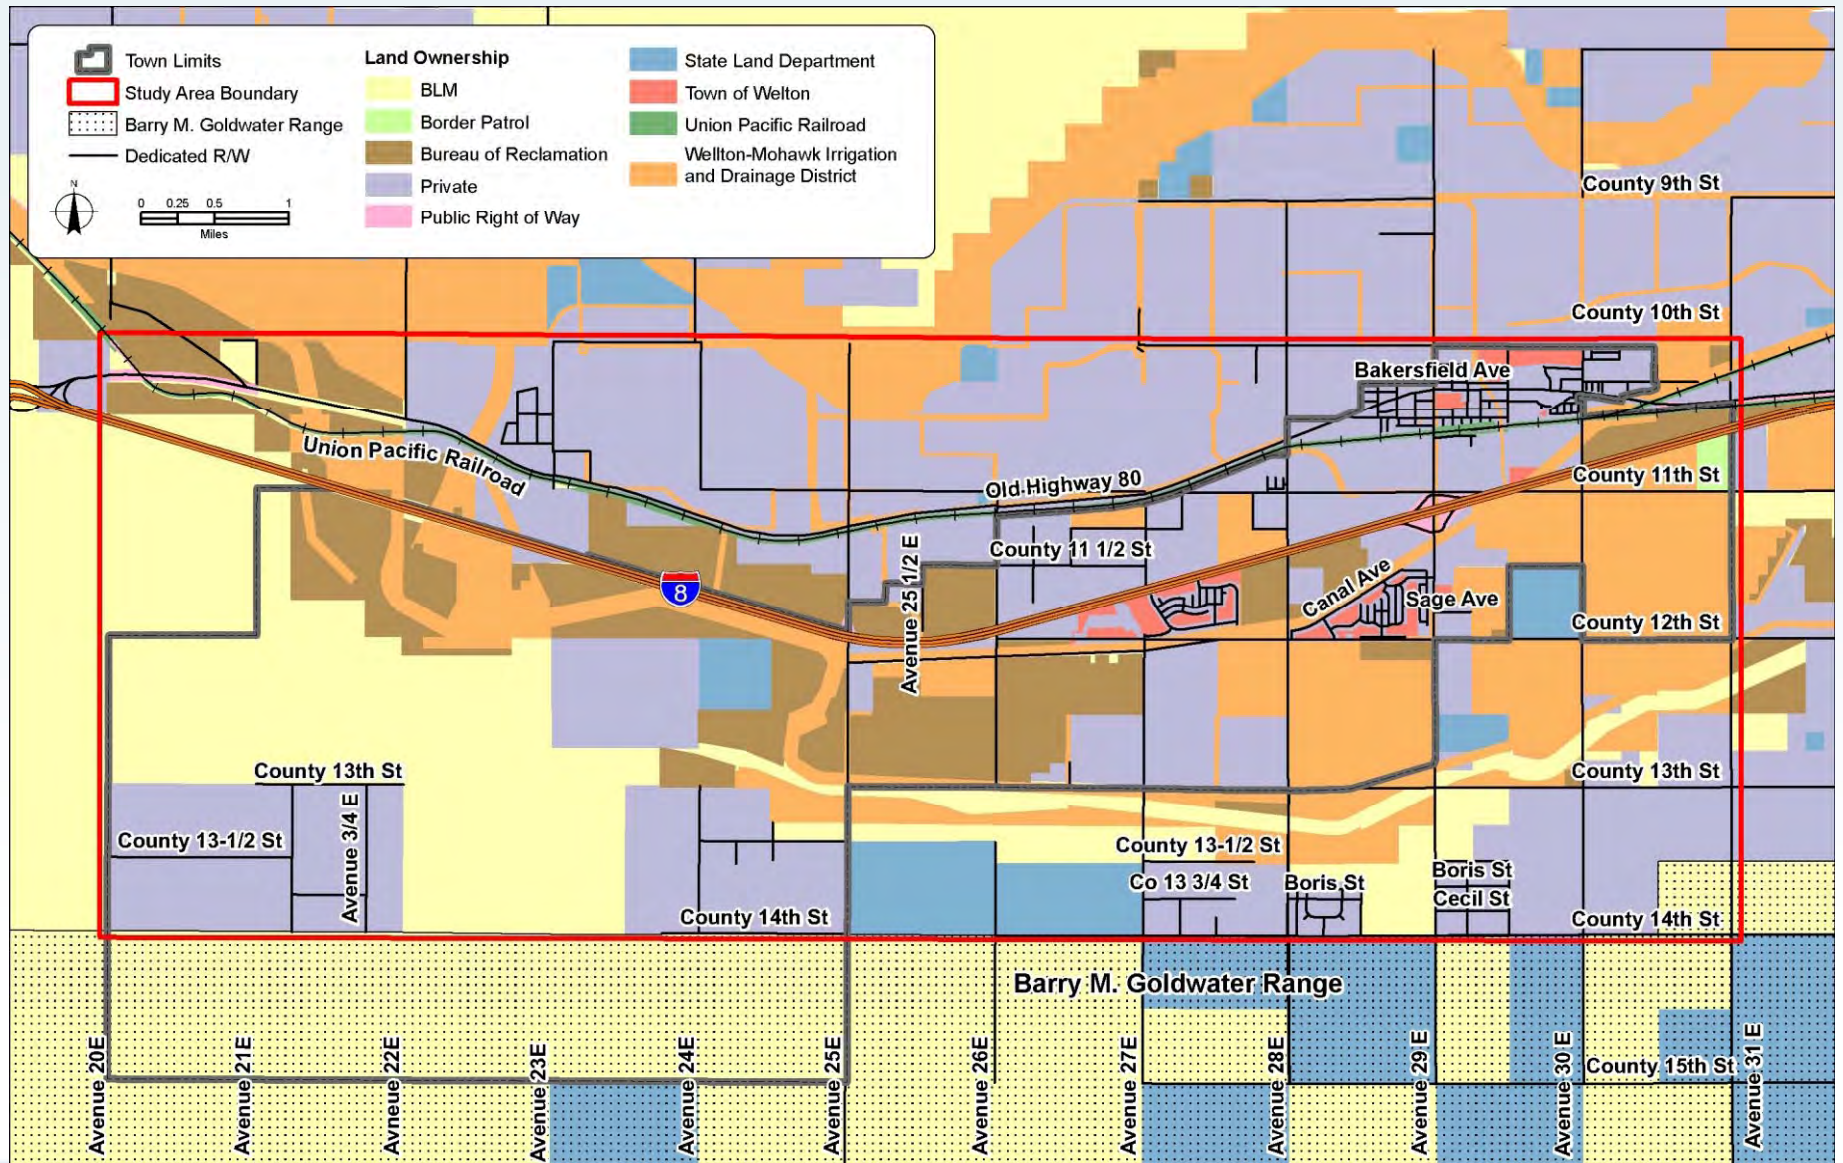 Town Limits
Study Area Boundary
Barry M. Goldwater Range
Dedicated R/W
N
0 0.25 0.5 1
Miles
Land Ownership
BLM
Border Patrol
Bureau of Reclamation
Private
Public Right of Way
State Land Department
Town of Welton
Union Pacific Railroad
Wellton-Mohawk Irrigation
and Drainage District
County 9th St
County 10th St
Bakersfield Ave
Union Pacific Railroad
Old Highway 80
County 11th St
County 11 1/2 St
Avenue 25 1/2 E
8
Canal Ave
Sage Ave
County 12th St
County 13th St
County 13th St
County 13-1/2 St
Avenue 3/4 E
County 13-1/2 St
Co 13 3/4 St
Boris St
Boris St
Cecil St
County 14th St
County 14th St
Barry M. Goldwater Range
County 15th St
Avenue 20E
Avenue 21E
Avneue 22E
Avenue 23E
Avenue 24E
Avenue 25E
Avenue 26E
Avenue 27E
Avenue 28E
Avenue 29 E
Avenue 30 E
Avenue 31 E